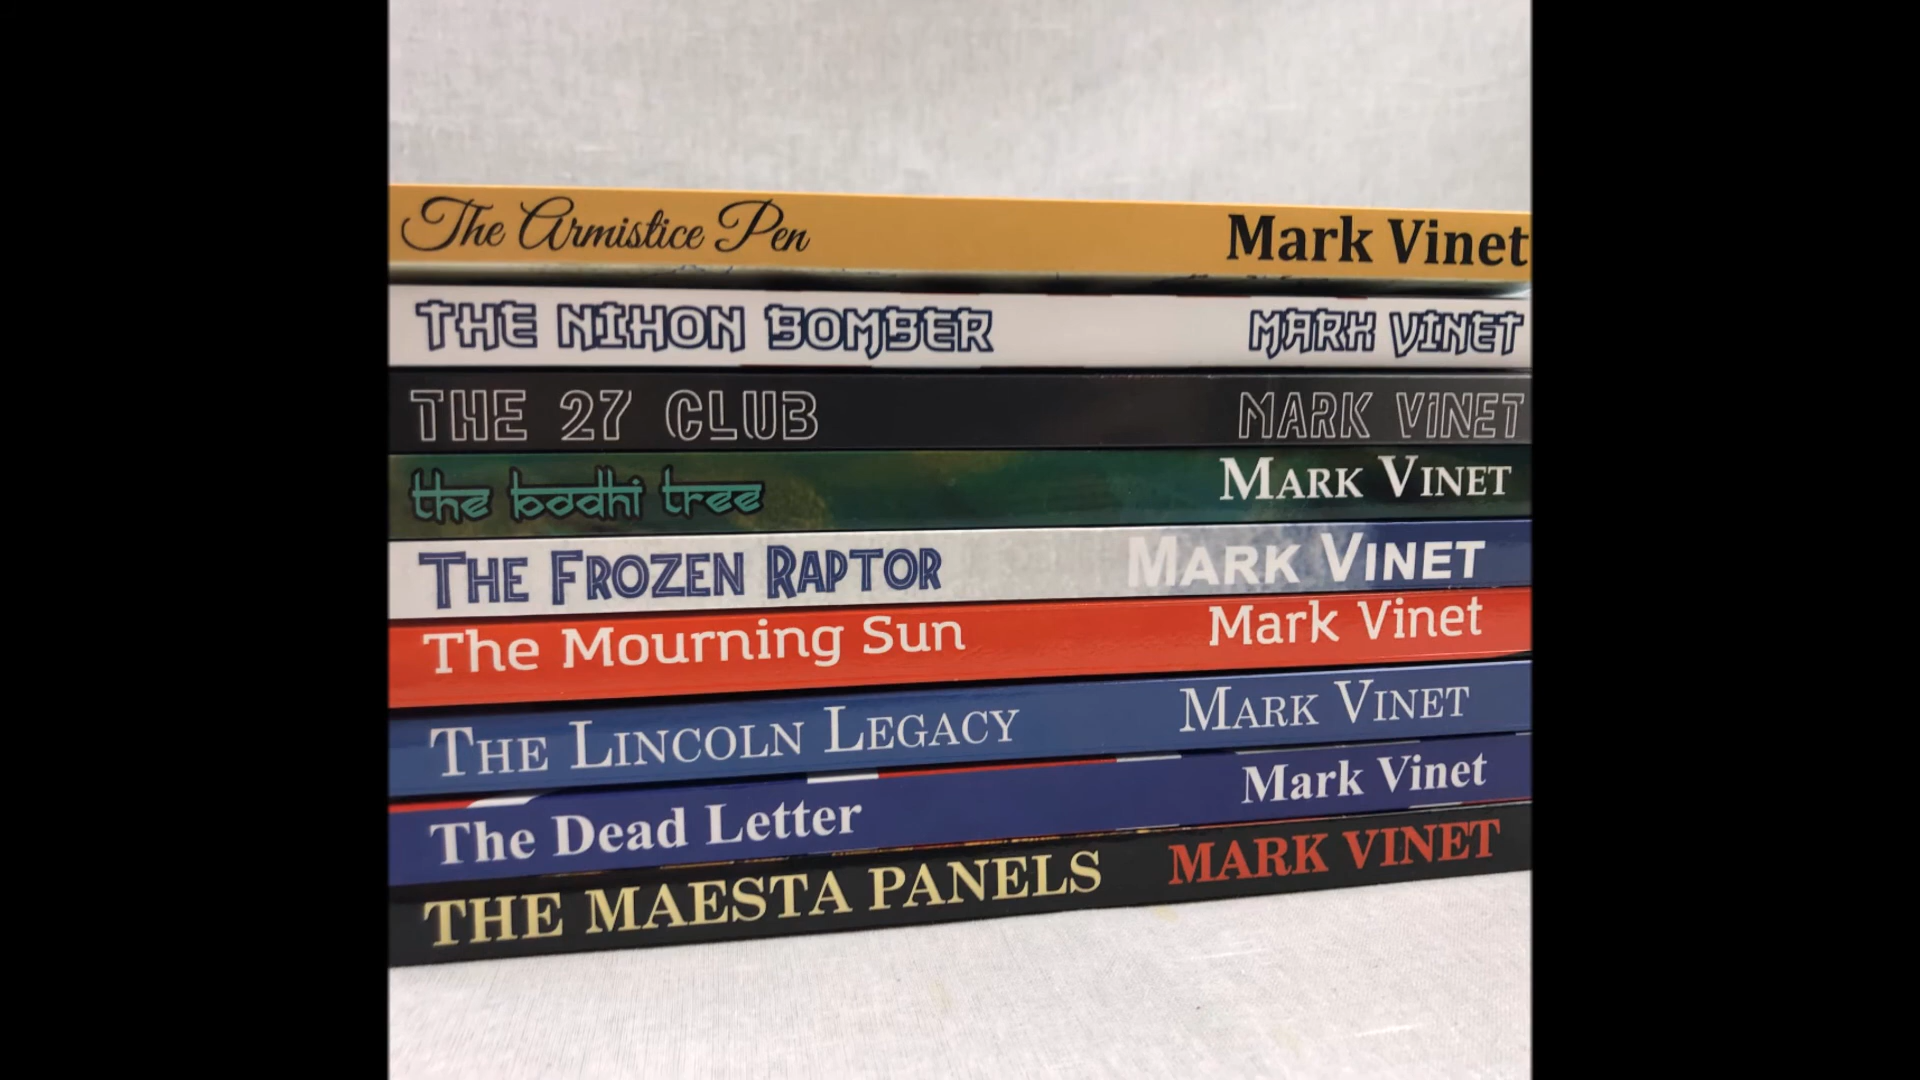 The Armistice Pen Mark Vinet
THE NIHON BOMBER MARK VINET
THE 27 CLUB MARK VINET
the bodhi tree MARK VINET
THE FROZEN RAPTOR MARK VINET
The Mourning Sun Mark Vinet
THE LINCOLN LEGACY MARK VINET
The Dead Letter Mark Vinet
THE MAESTA PANELS MARK VINET